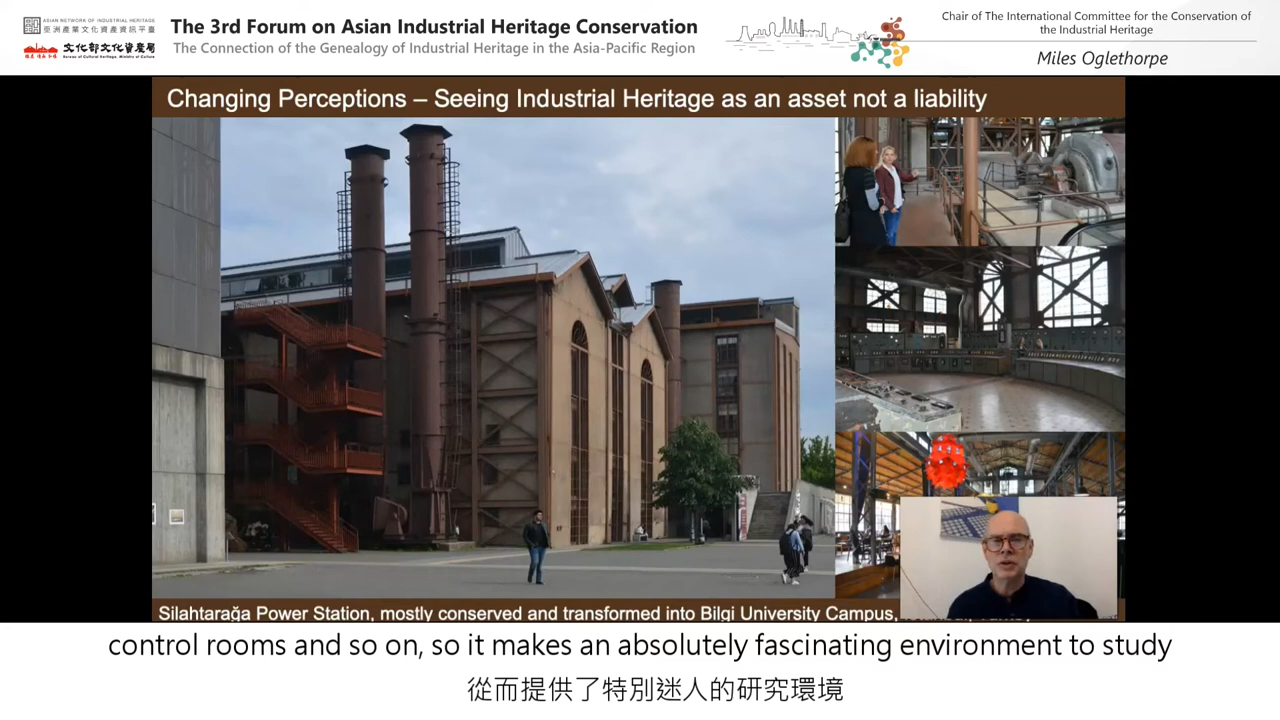 ASIAN NETWORK OF INDUSTRIAL HERITAGE
亞洲產業文化資產資訊平臺
文化部文化資產局
Bureau of Cultural Heritage, Ministry of Culture
The 3rd Forum on Asian Industrial Heritage Conservation
The Connection of the Genealogy of Industrial Heritage in the Asia-Pacific Region
Chair of The International Committee for the Conservation of
the Industrial Heritage
Miles Oglethorpe
Changing Perceptions – Seeing Industrial Heritage as an asset not a liability
Silahtarağa Power Station, mostly conserved and transformed into Bilgi University Campus,
control rooms and so on, so it makes an absolutely fascinating environment to study
從而提供了特別迷人的研究環境